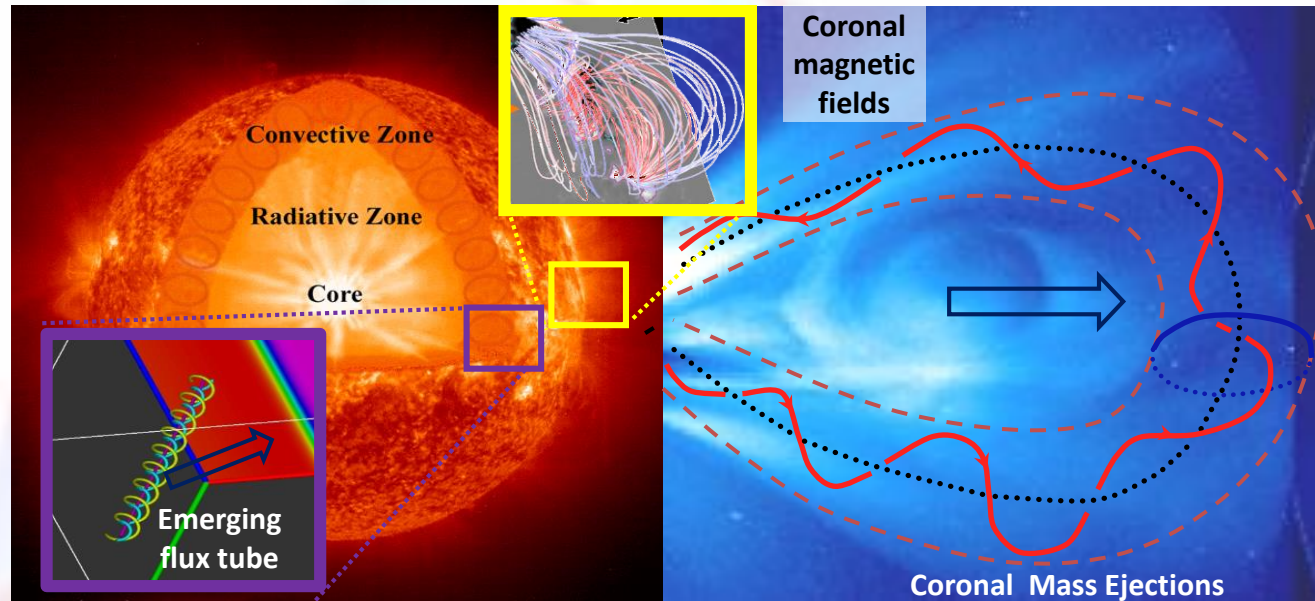 Coronal
magnetic
fields
Convective Zone
Radiative Zone
Core
Emerging
flux tube
Coronal Mass Ejections